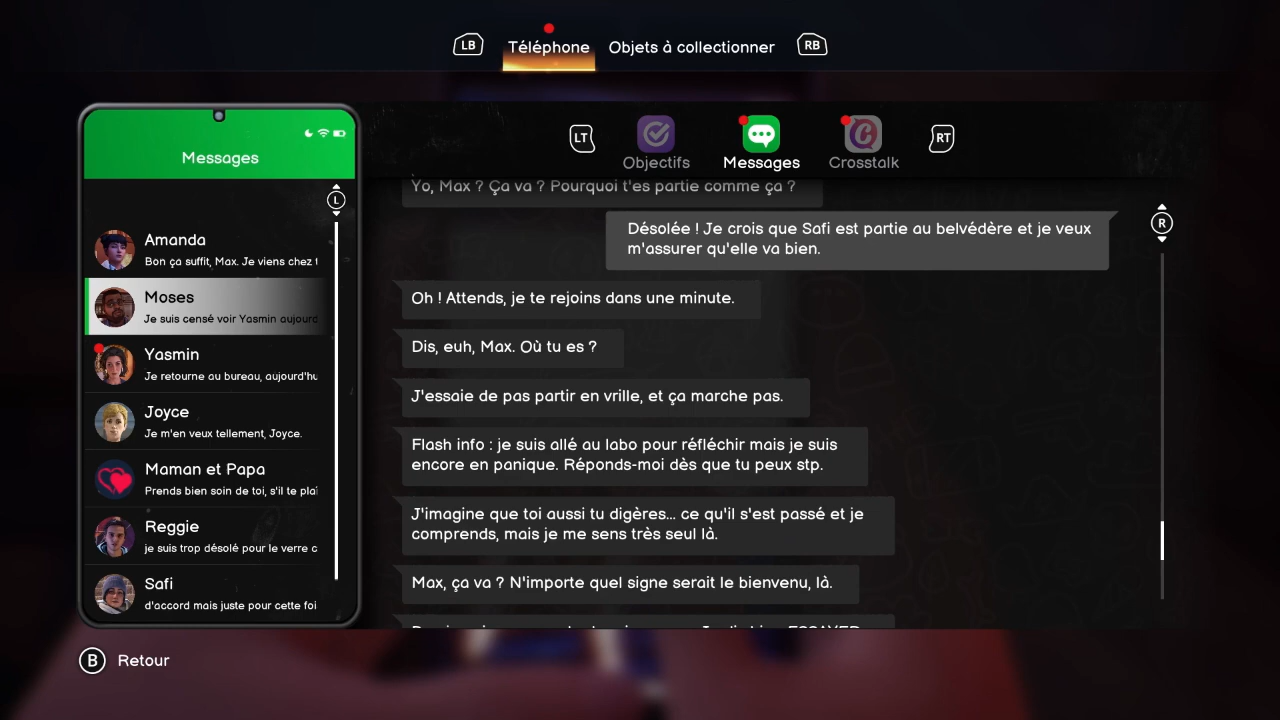 LB
Téléphone
Objets à collectionner
RB
Messages
L
Amanda
Bon ça suffit, Max. Je viens chez
Moses
Je suis censé voir Yasmin aujourd
Yasmin
Je retourne au bureau, aujourd'hu
Joyce
Je m'en veux tellement, Joyce.
Maman et Papa
Prends bien soin de toi, s'il te plaî
Reggie
je suis trop désolé pour le verre c
Safi
d'accord mais juste pour cette foi
LT
Objectifs
Messages
Crosstalk
RT
Yo, Max ? Ça va ? Pourquoi t'es partie comme ça ?
Désolée ! Je crois que Safi est partie au belvédère et je veux
m'assurer qu'elle va bien.
R
Oh ! Attends, je te rejoins dans une minute.
Dis, euh, Max. Où tu es ?
J'essaie de pas partir en vrille, et ça marche pas.
Flash info : je suis allé au labo pour réfléchir mais je suis
encore en panique. Réponds-moi dès que tu peux stp.
J'imagine que toi aussi tu digères... ce qu'il s'est passé et je
comprends, mais je me sens très seul là.
Max, ça va ? N'importe quel signe serait le bienvenu, là.
B
Retour